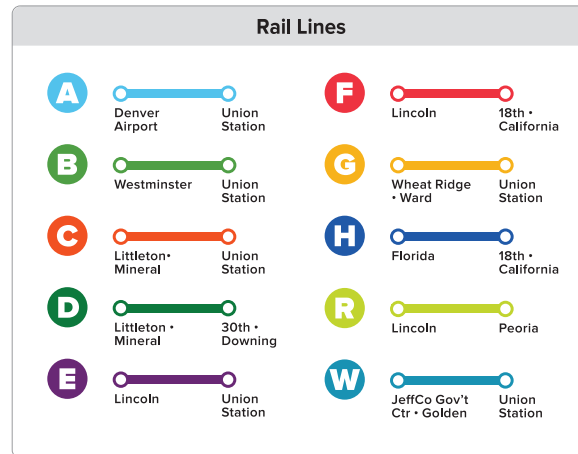 Rail Lines
A
Denver
Airport
Union
Station
B
Westminster
Union
Station
C
Littleton•
Mineral
Union
Station
D
Littleton •
Mineral
30th •
Downing
E
Lincoln
Union
Station
F
Lincoln
18th •
California
G
Wheat Ridge
• Ward
Union
Station
H
Florida
18th •
California
R
Lincoln
Peoria
W
JeffCo Gov't
Ctr • Golden
Union
Station